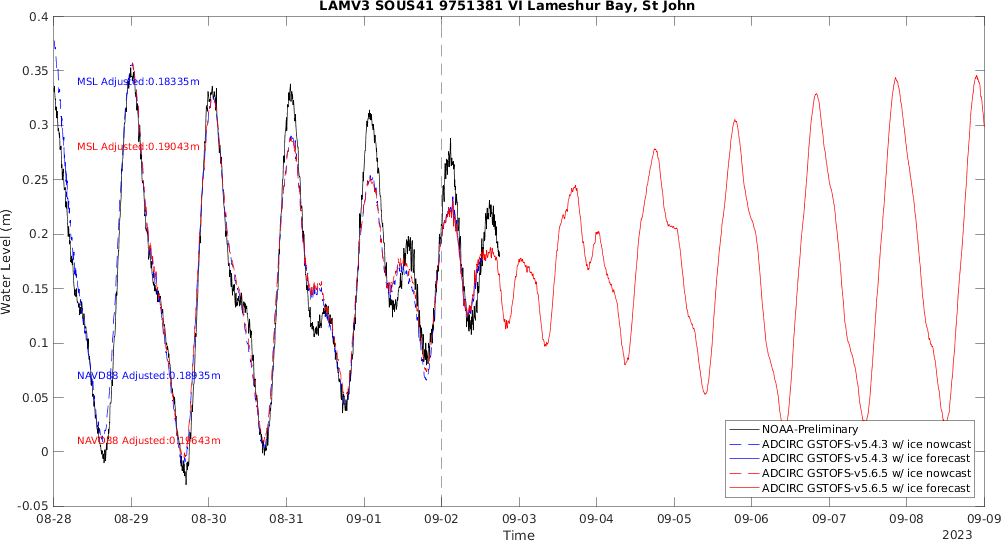 LAMV3 SOUS41 9751381 VI Lameshur Bay, St John
0.4
0.35
0.3
0.25
0.2
0.15
0.1
0.05
0
-0.05
Water Level (m)
MSL Adjusted:0.18335m
MSL Adjusted:0.19043m
NAVD88 Adjusted:0.18935m
NAVD88 Adjusted:0.19643m
NOAA-Preliminary
ADCIRC GSTOFS-v5.4.3 w/ ice nowcast
ADCIRC GSTOFS-v5.4.3 w/ ice forecast
ADCIRC GSTOFS-v5.6.5 w/ ice nowcast
ADCIRC GSTOFS-v5.6.5 w/ ice forecast
08-28 08-29 08-30 08-31 09-01 09-02 09-03 09-04 09-05 09-06 09-07 09-08 09-09
Time
2023